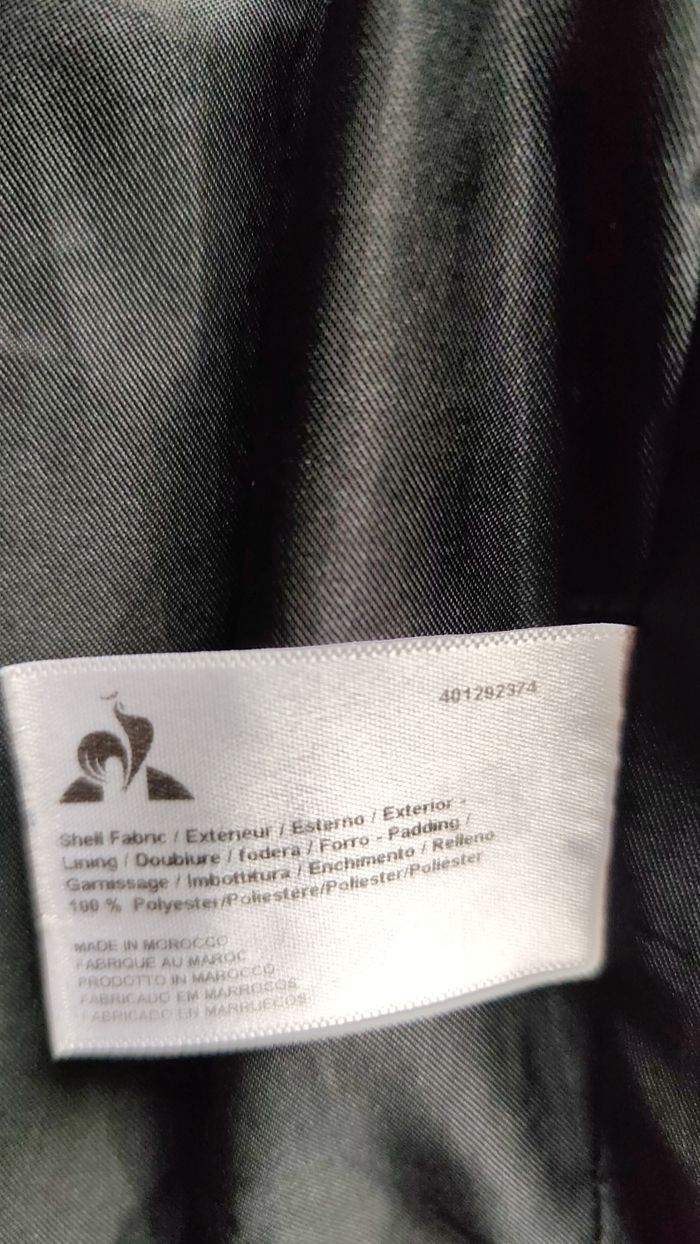 401292374
Shell Fabric / Extérieur / Esterno / Exterior -
Lining / Doublure / fodera / Forro - Padding /
Garnissage / Imbottitura / Enchimento / Relleno
100 % Polyester/Poliestere/Poliester/Poliéster
MADE IN MOROCCO
FABRIQUE AU MAROC
PRODOTTO IN MAROCCO
FABRICADO EM MARROCOS
FABRICADO EN MARRUECOS